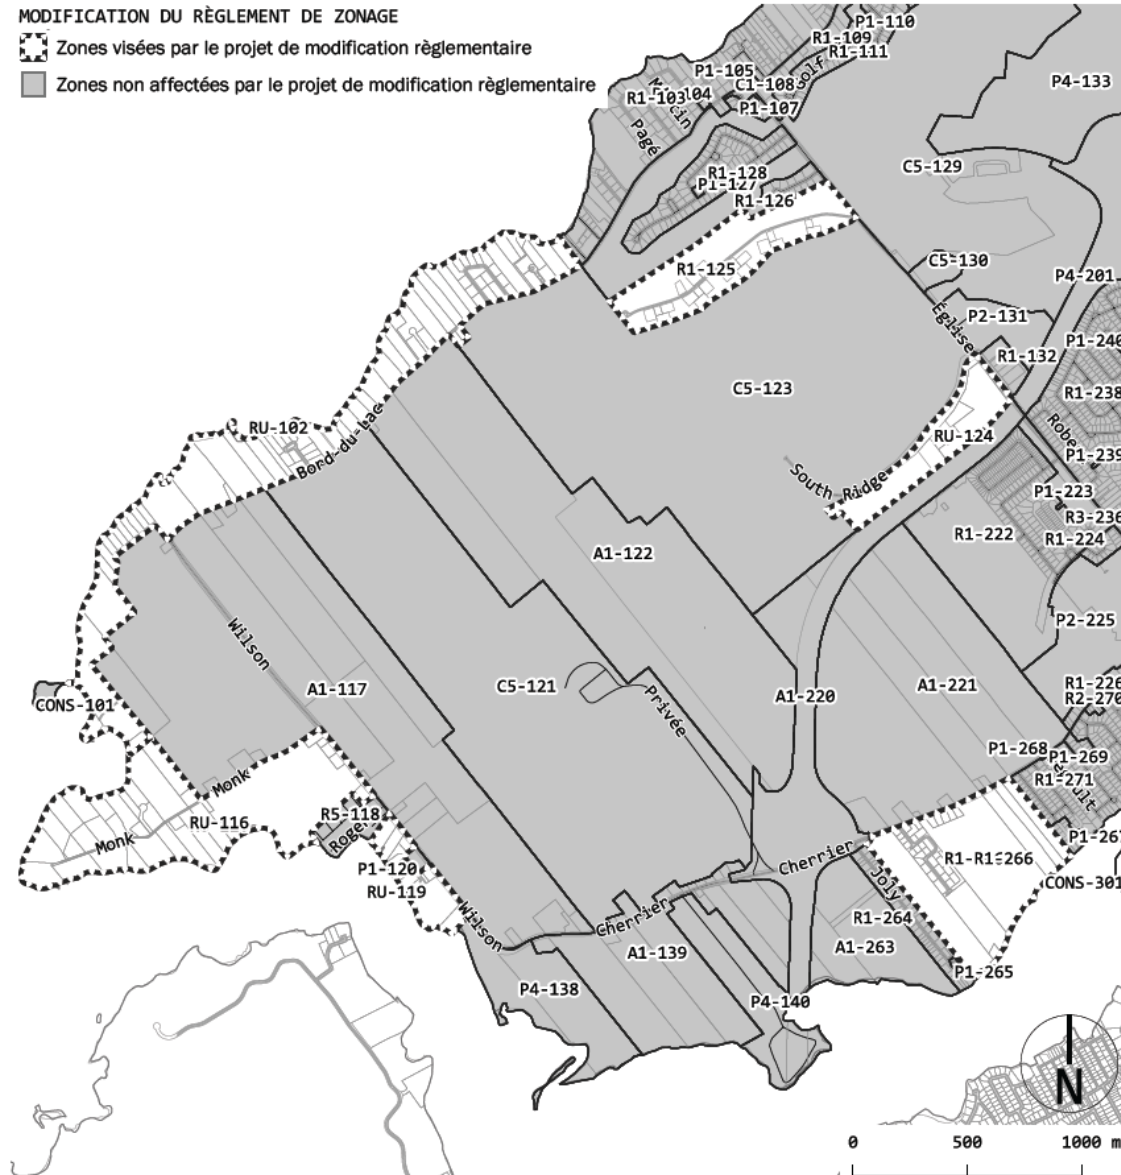 MODIFICATION DU RÈGLEMENT DE ZONAGE
Zones visées par le projet de modification règlementaire
Zones non affectées par le projet de modification règlementaire
P1-110
R1-109
R1-111
Golf
P1-105
C1-108
R1-103
P1-107
Pagé
P4-133
C5-129
R1-128
P1-127
R1-126
R1-125
C5-130
P4-201
P2-131
Église
P1-240
R1-132
C5-123
R1-238
RU-102
Bord-du-Lac
RU-124
P1-239
South Ridge
P1-223
R3-236
R1-222
R1-224
A1-122
P2-225
Wilson
A1-117
C5-121
Privée
A1-220
A1-221
R1-226
R2-270
CONS-101
P1-268
P1-269
R1-271
Monk
Monk
RU-116
R5-118
Roger
P1-267
Cherrier
P1-120
RU-119
Joly
CONS-301
Wilson
Cherrier
R1-264
A1-139
A1-263
P1-265
P4-138
P4-140
N
0 500 1000 m